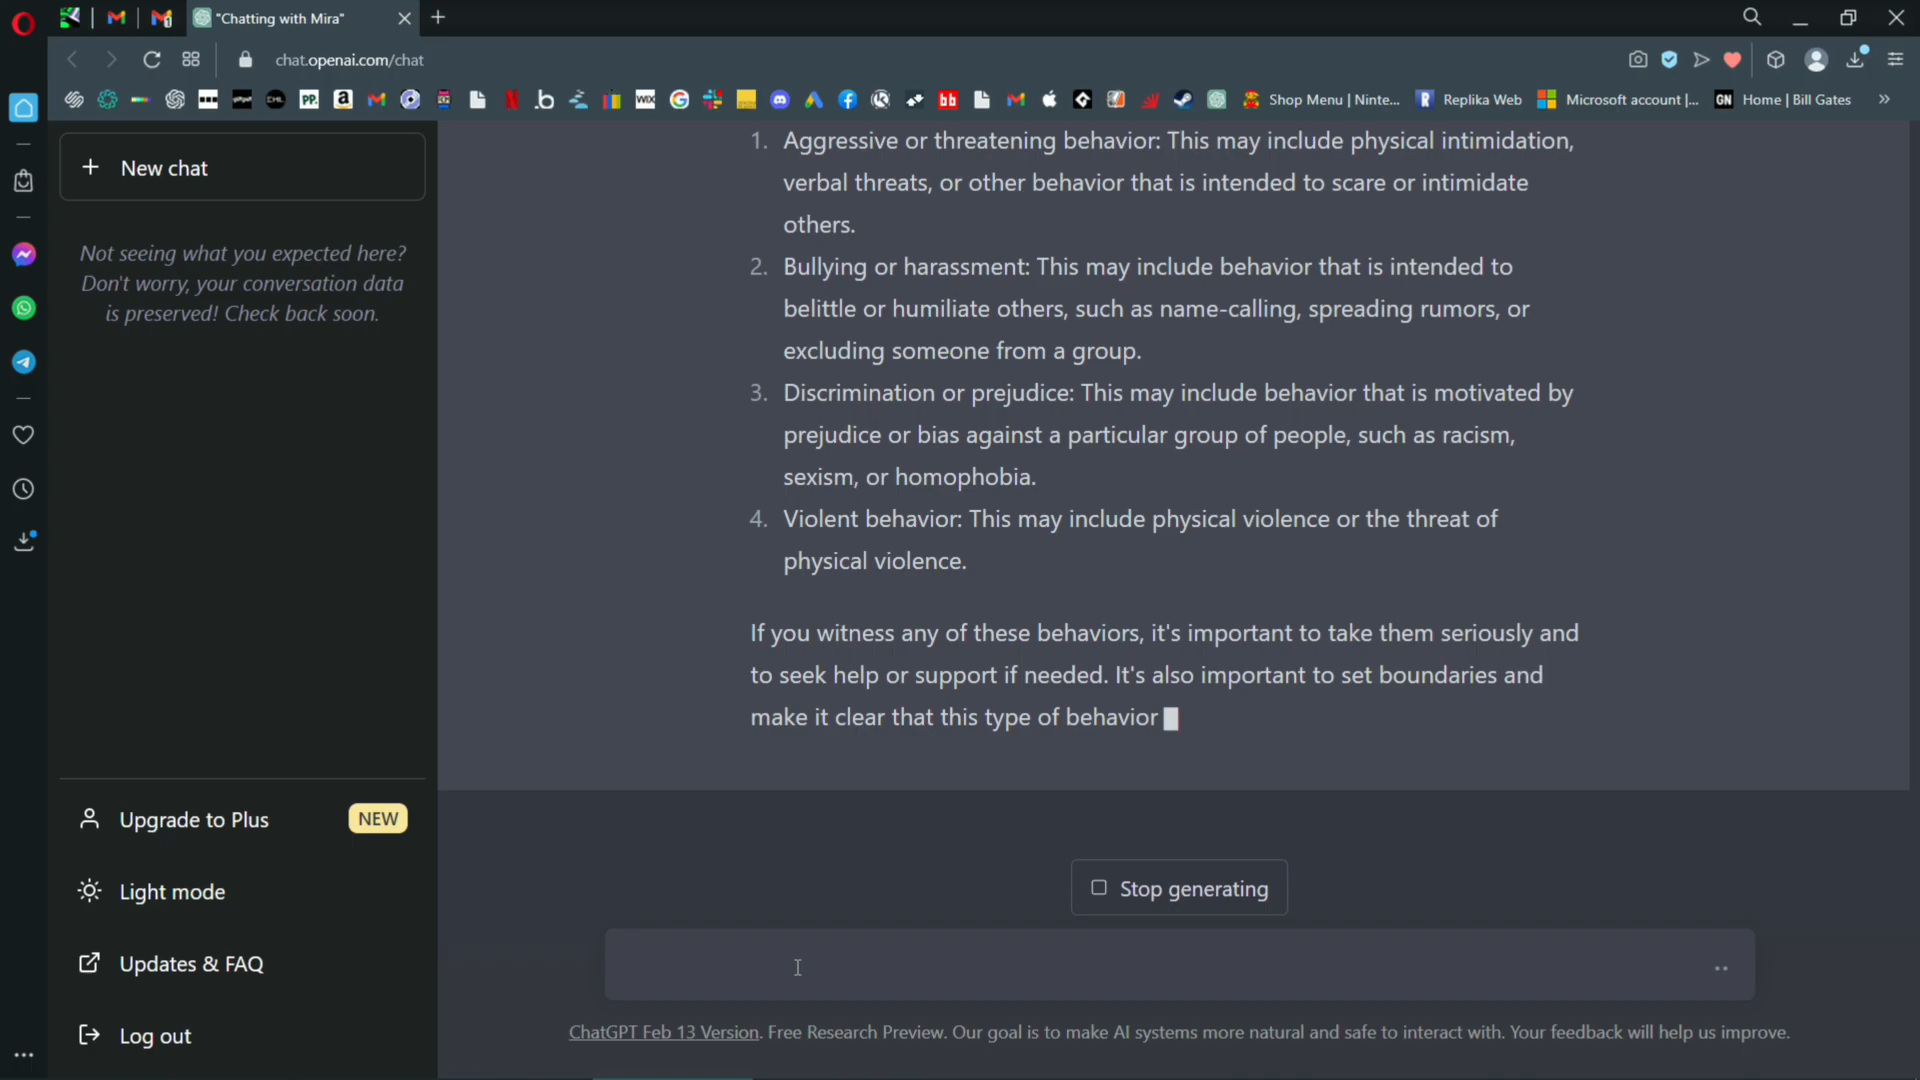 "Chatting with Mira"
chat.openai.com/chat
PP.
a
.b
WIX
G
bb
Shop Menu | Ninte...
R Replika Web
Microsoft account |...
GN Home | Bill Gates
»
+ New chat
Not seeing what you expected here?
Don't worry, your conversation data
is preserved! Check back soon.
1. Aggressive or threatening behavior: This may include physical intimidation,
verbal threats, or other behavior that is intended to scare or intimidate
others.
2. Bullying or harassment: This may include behavior that is intended to
belittle or humiliate others, such as name-calling, spreading rumors, or
excluding someone from a group.
3. Discrimination or prejudice: This may include behavior that is motivated by
prejudice or bias against a particular group of people, such as racism,
sexism, or homophobia.
4. Violent behavior: This may include physical violence or the threat of
physical violence.
If you witness any of these behaviors, it's important to take them seriously and
to seek help or support if needed. It's also important to set boundaries and
make it clear that this type of behavior
Upgrade to Plus NEW
Light mode
Updates & FAQ
Log out
Stop generating
ChatGPT Feb 13 Version. Free Research Preview. Our goal is to make AI systems more natural and safe to interact with. Your feedback will help us improve.